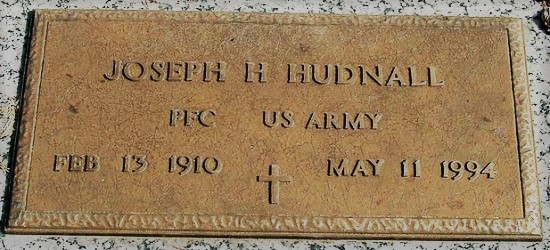 JOSEPH H HUDNALL
PFC US ARMY
FEB 13 1910 MAY 11 1994